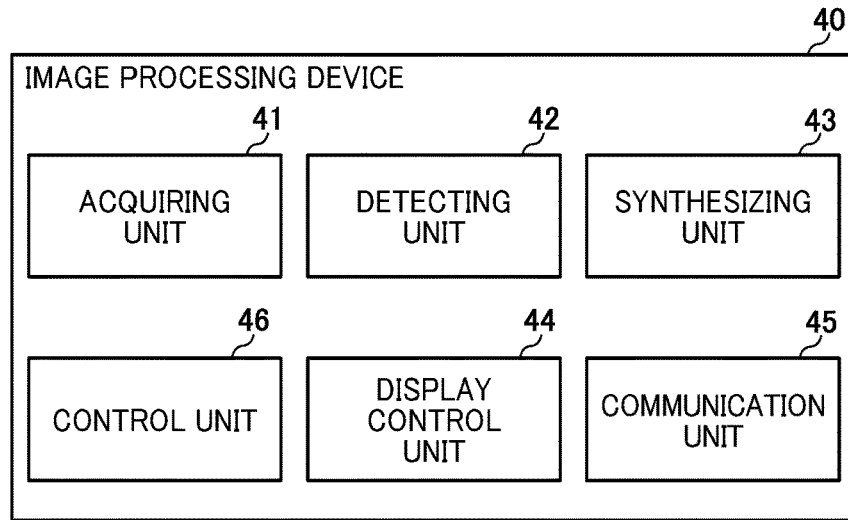 40
IMAGE PROCESSING DEVICE
41
42
43
ACQUIRING
UNIT
DETECTING
UNIT
SYNTHESIZING
UNIT
46
44
45
CONTROL UNIT
DISPLAY
CONTROL
UNIT
COMMUNICATION
UNIT